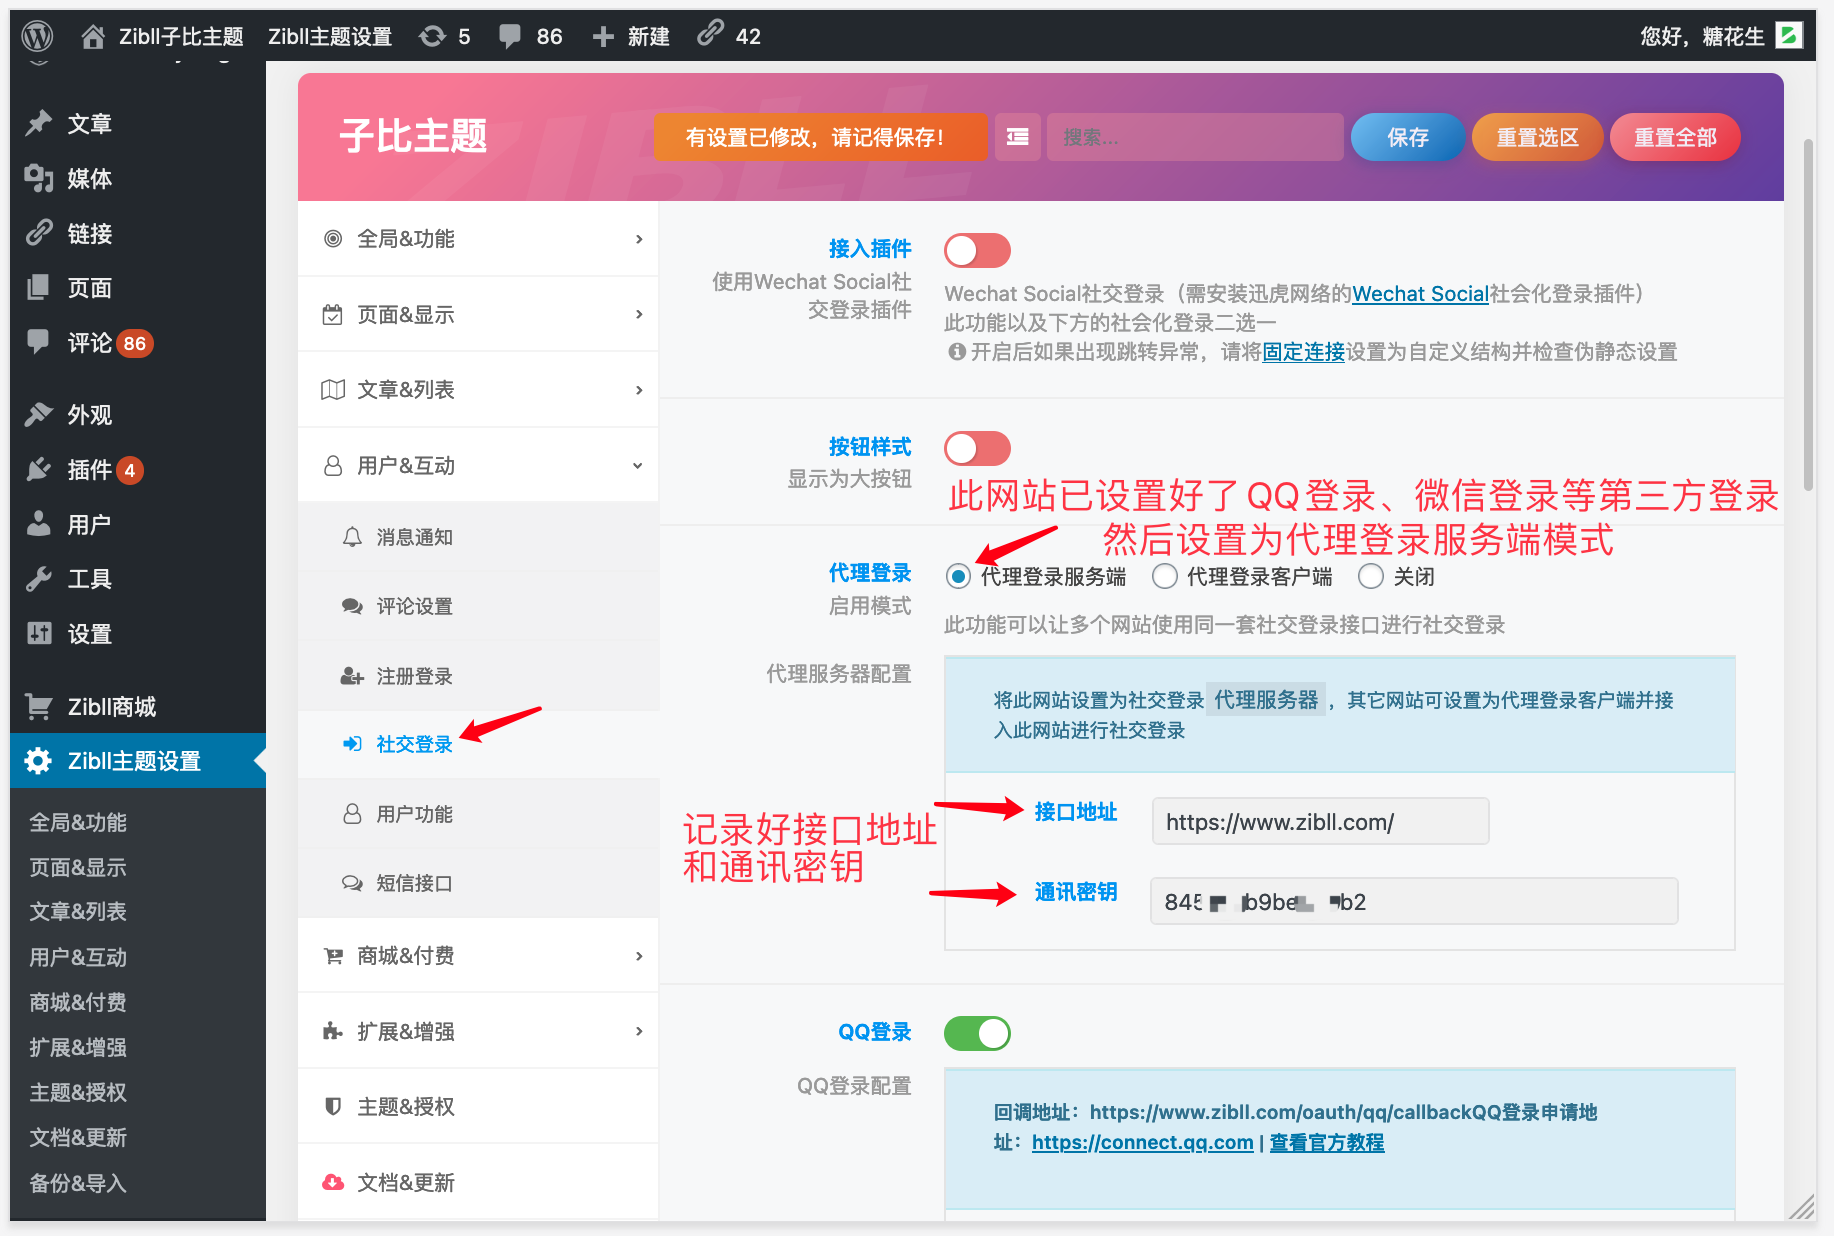 Zibll子比主题
Zibll主题设置
5
86
新建
42
您好，糖花生
文章
媒体
链接
页面
评论 86
外观
插件 4
用户
工具
设置
Zibll商城
Zibll主题设置
全局&功能
页面&显示
文章&列表
用户&互动
商城&付费
扩展&增强
主题&授权
文档&更新
备份&导入
ZIBLL
子比主题
有设置已修改，请记得保存！
搜索...
保存
重置选区
重置全部
全局&功能
页面&显示
文章&列表
用户&互动
消息通知
评论设置
注册登录
社交登录
用户功能
短信接口
商城&付费
扩展&增强
主题&授权
文档&更新
接入插件
使用Wechat Social社
交登录插件
Wechat Social社交登录（需安装迅虎网络的Wechat Social社会化登录插件）
此功能以及下方的社会化登录二选一
开启后如果出现跳转异常，请将固定连接设置为自定义结构并检查伪静态设置
按钮样式
显示为大按钮
此网站已设置好了QQ登录、微信登录等第三方登录
然后设置为代理登录服务端模式
代理登录
启用模式
代理登录服务端
代理登录客户端
关闭
此功能可以让多个网站使用同一套社交登录接口进行社交登录
代理服务器配置
将此网站设置为社交登录 代理服务器 ，其它网站可设置为代理登录客户端并接
入此网站进行社交登录
记录好接口地址
和通讯密钥
接口地址
https://www.zibll.com/
通讯密钥
845 b9be b2
QQ登录
QQ登录配置
回调地址：https://www.zibll.com/oauth/qq/callbackQQ登录申请地
址：https://connect.qq.com | 查看官方教程